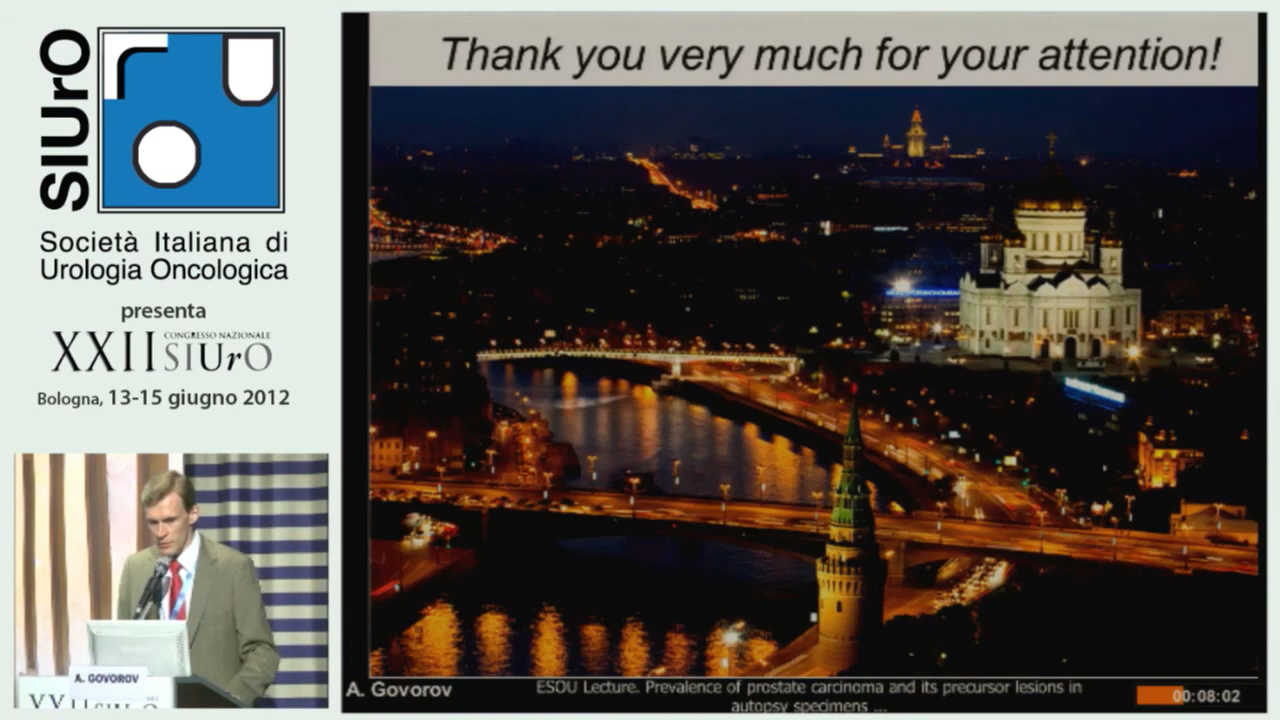 SIUrO
Società Italiana di
Urologia Oncologica
presenta
XXII CONGRESSO NAZIONALE
SIUrO
Bologna, 13-15 giugno 2012
A. GOVOROV
Thank you very much for your attention!
A. Govorov
ESOU Lecture. Prevalence of prostate carcinoma and its precursor lesions in
autopsy specimens ...
00:08:02